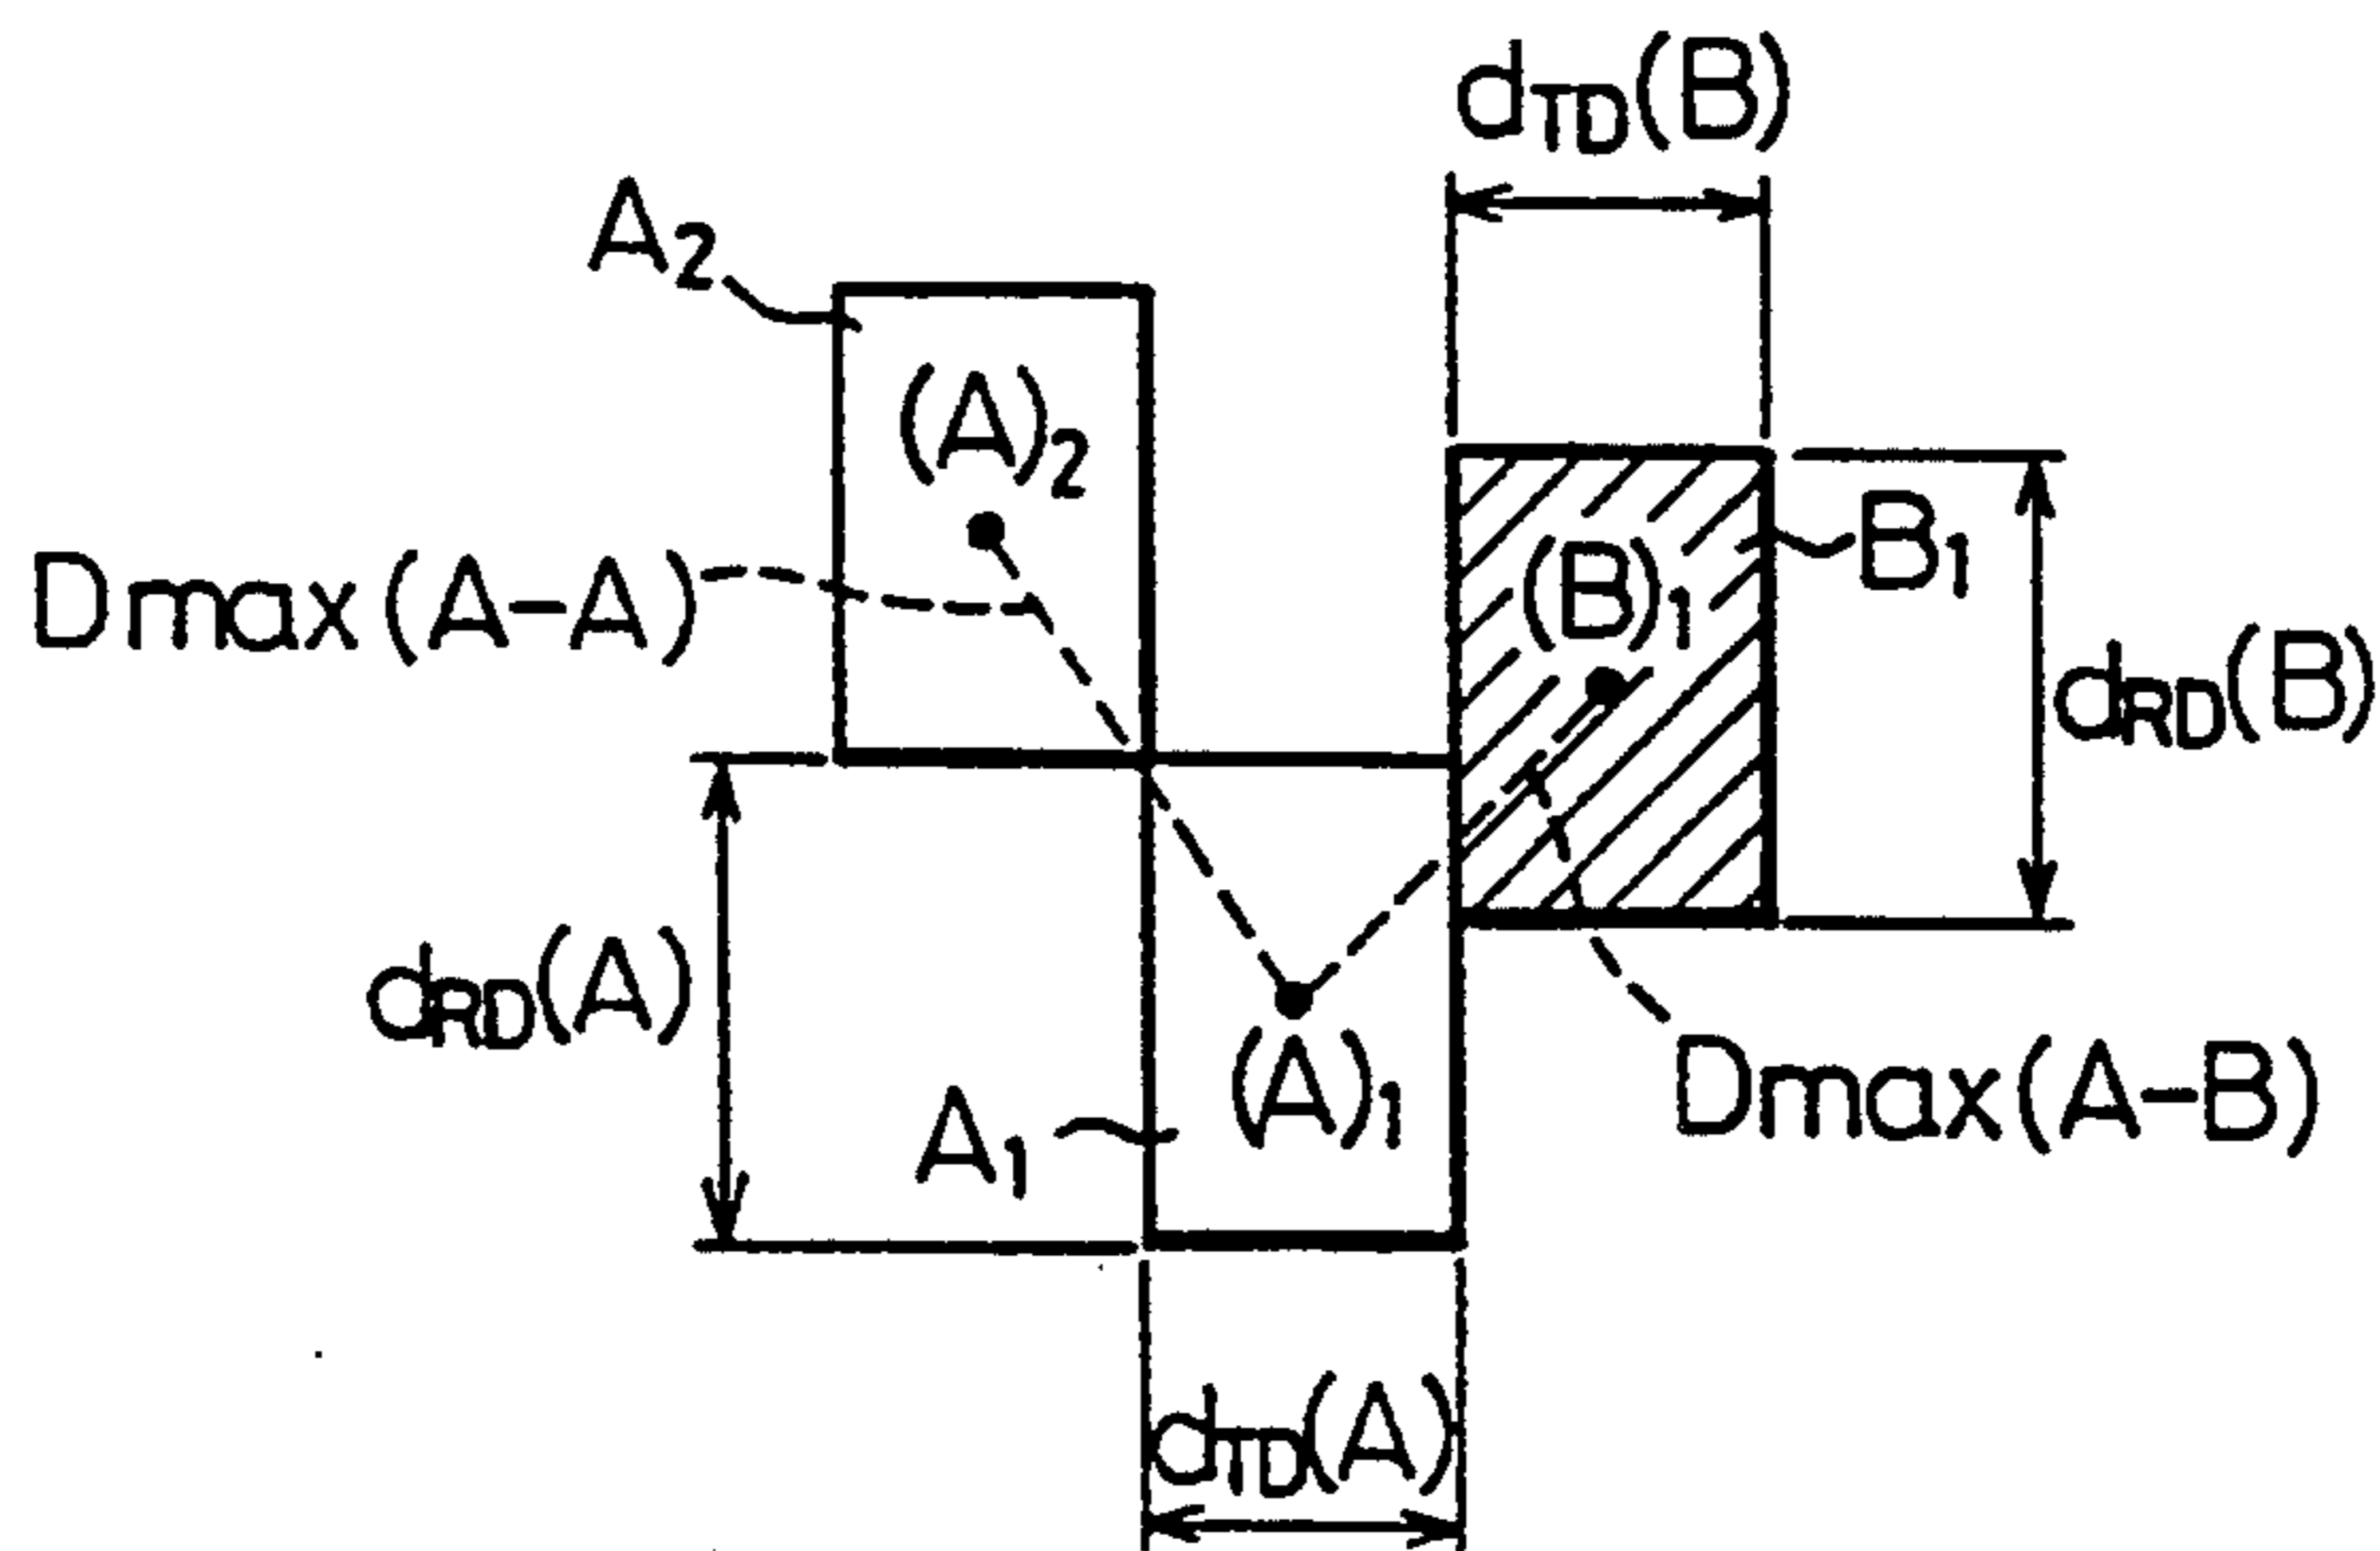 dTD(B)
A2
(A)2
B1
(B)1
Dmax(A-A)
dRD(B)
dRD(A)
(A)1
A1
Dmax(A-B)
dTD(A)